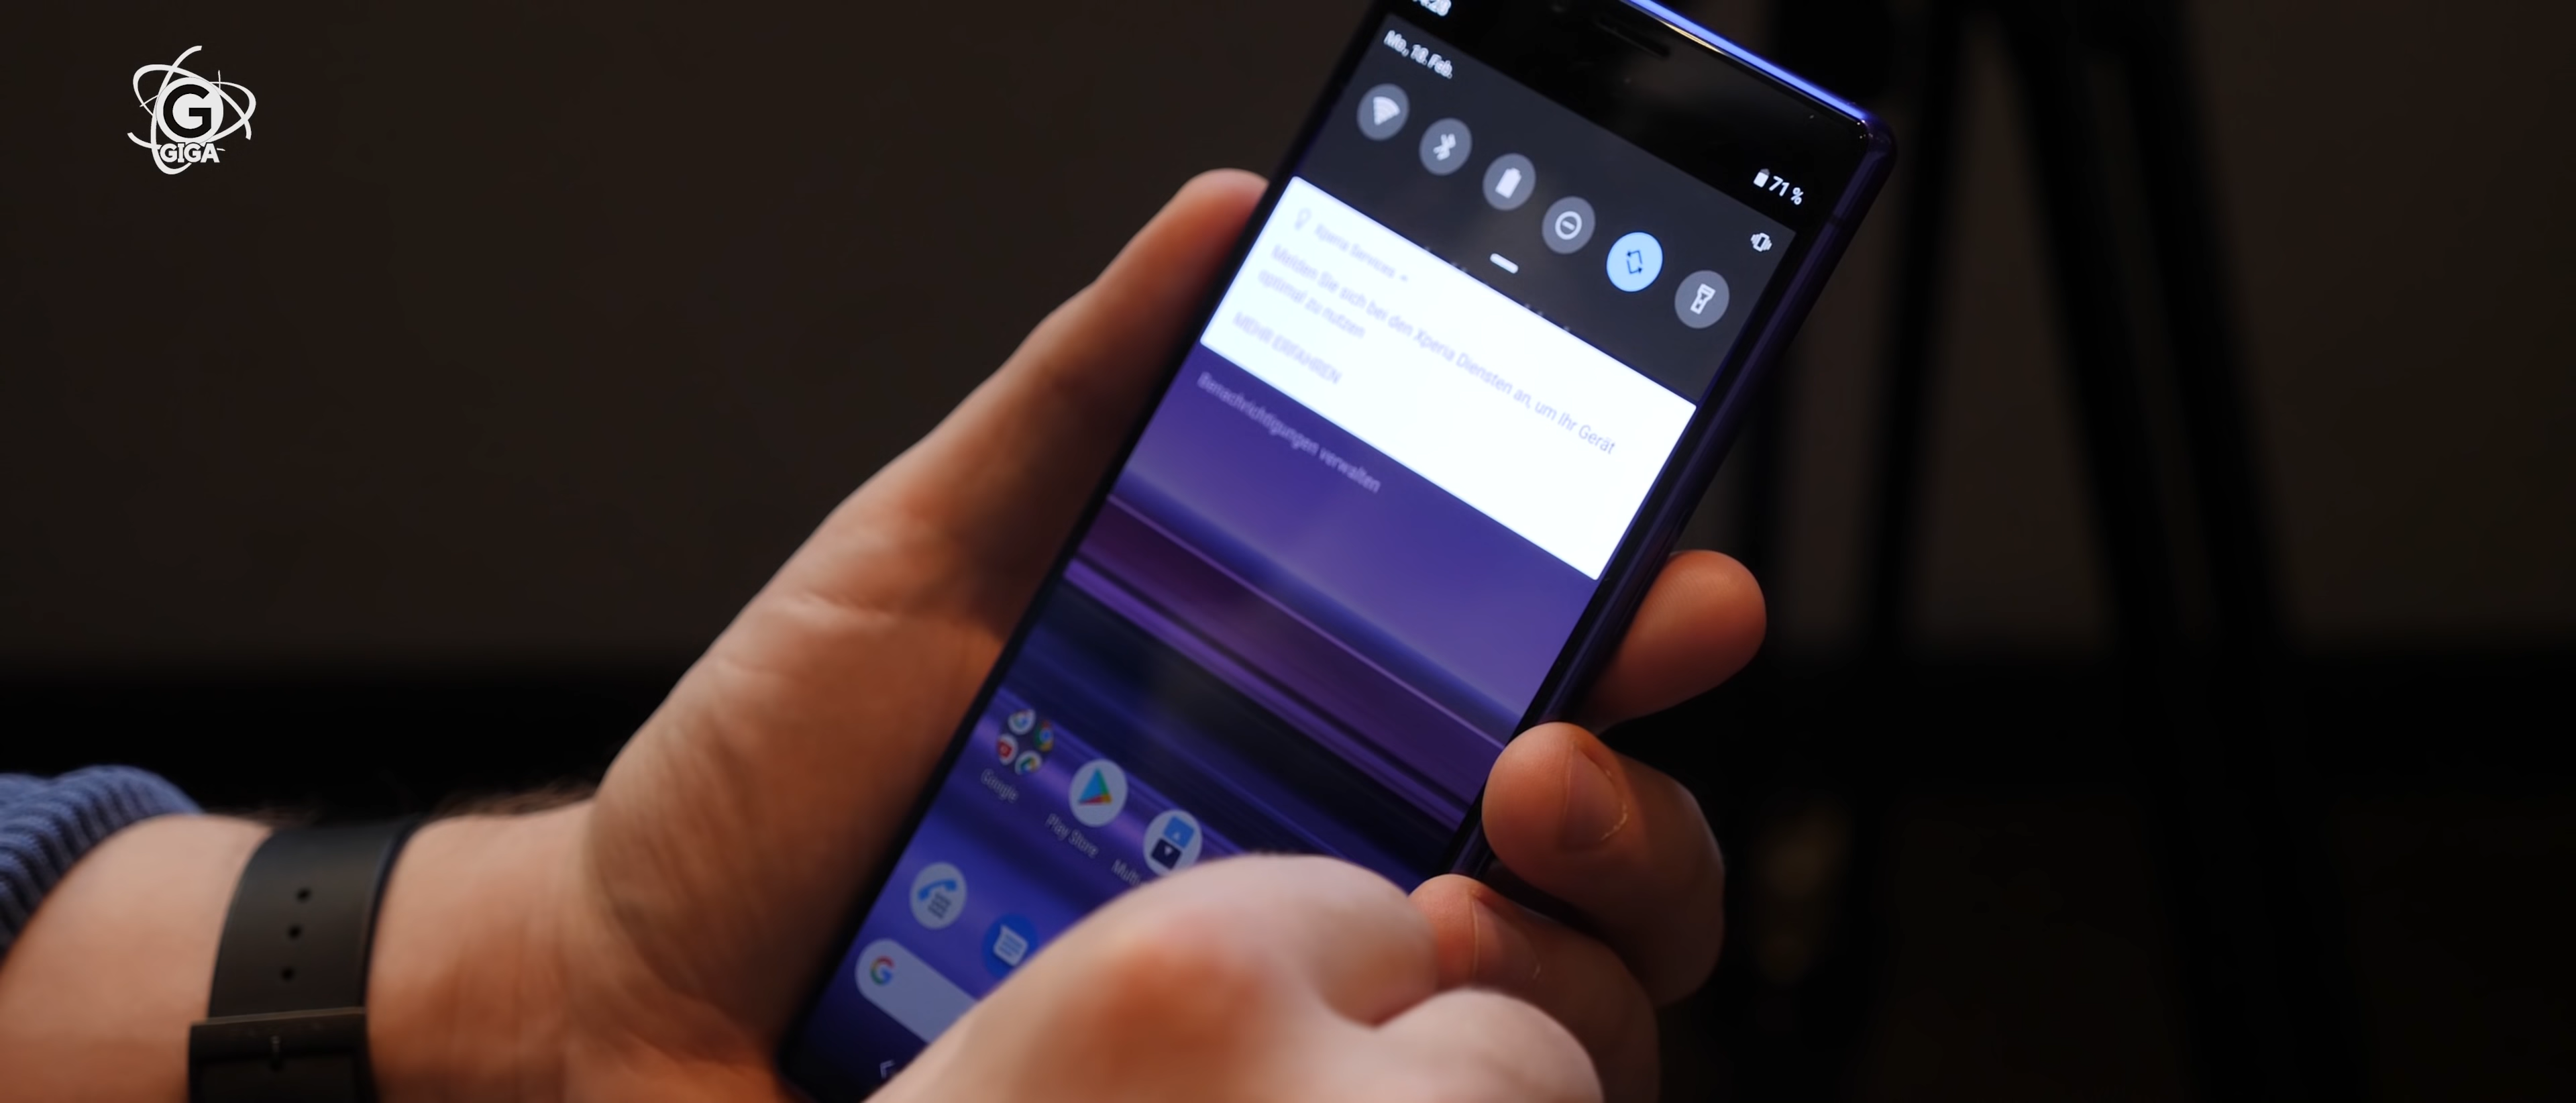 G
GIGA
Mo., 18. Feb.
71 %
Xperia Services
Melden Sie sich bei den Xperia Diensten an, um Ihr Gerät
optimal zu nutzen
MEHR ERFAHREN
Benachrichtigungen verwalten
Google
Play Store
G